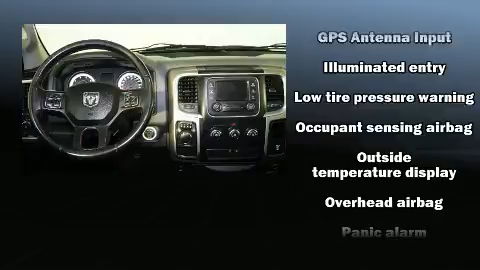 GPS Antenna Input
Illuminated entry
Low tire pressure warning
Occupant sensing airbag
Outside
temperature display
Overhead airbag
Panic alarm